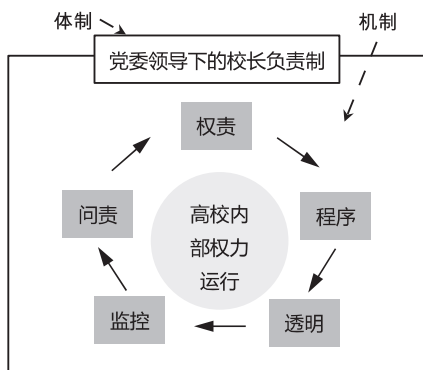 体制
机制
党委领导下的校长负责制
权责
问责
程序
高校内
部权力
运行
监控
透明